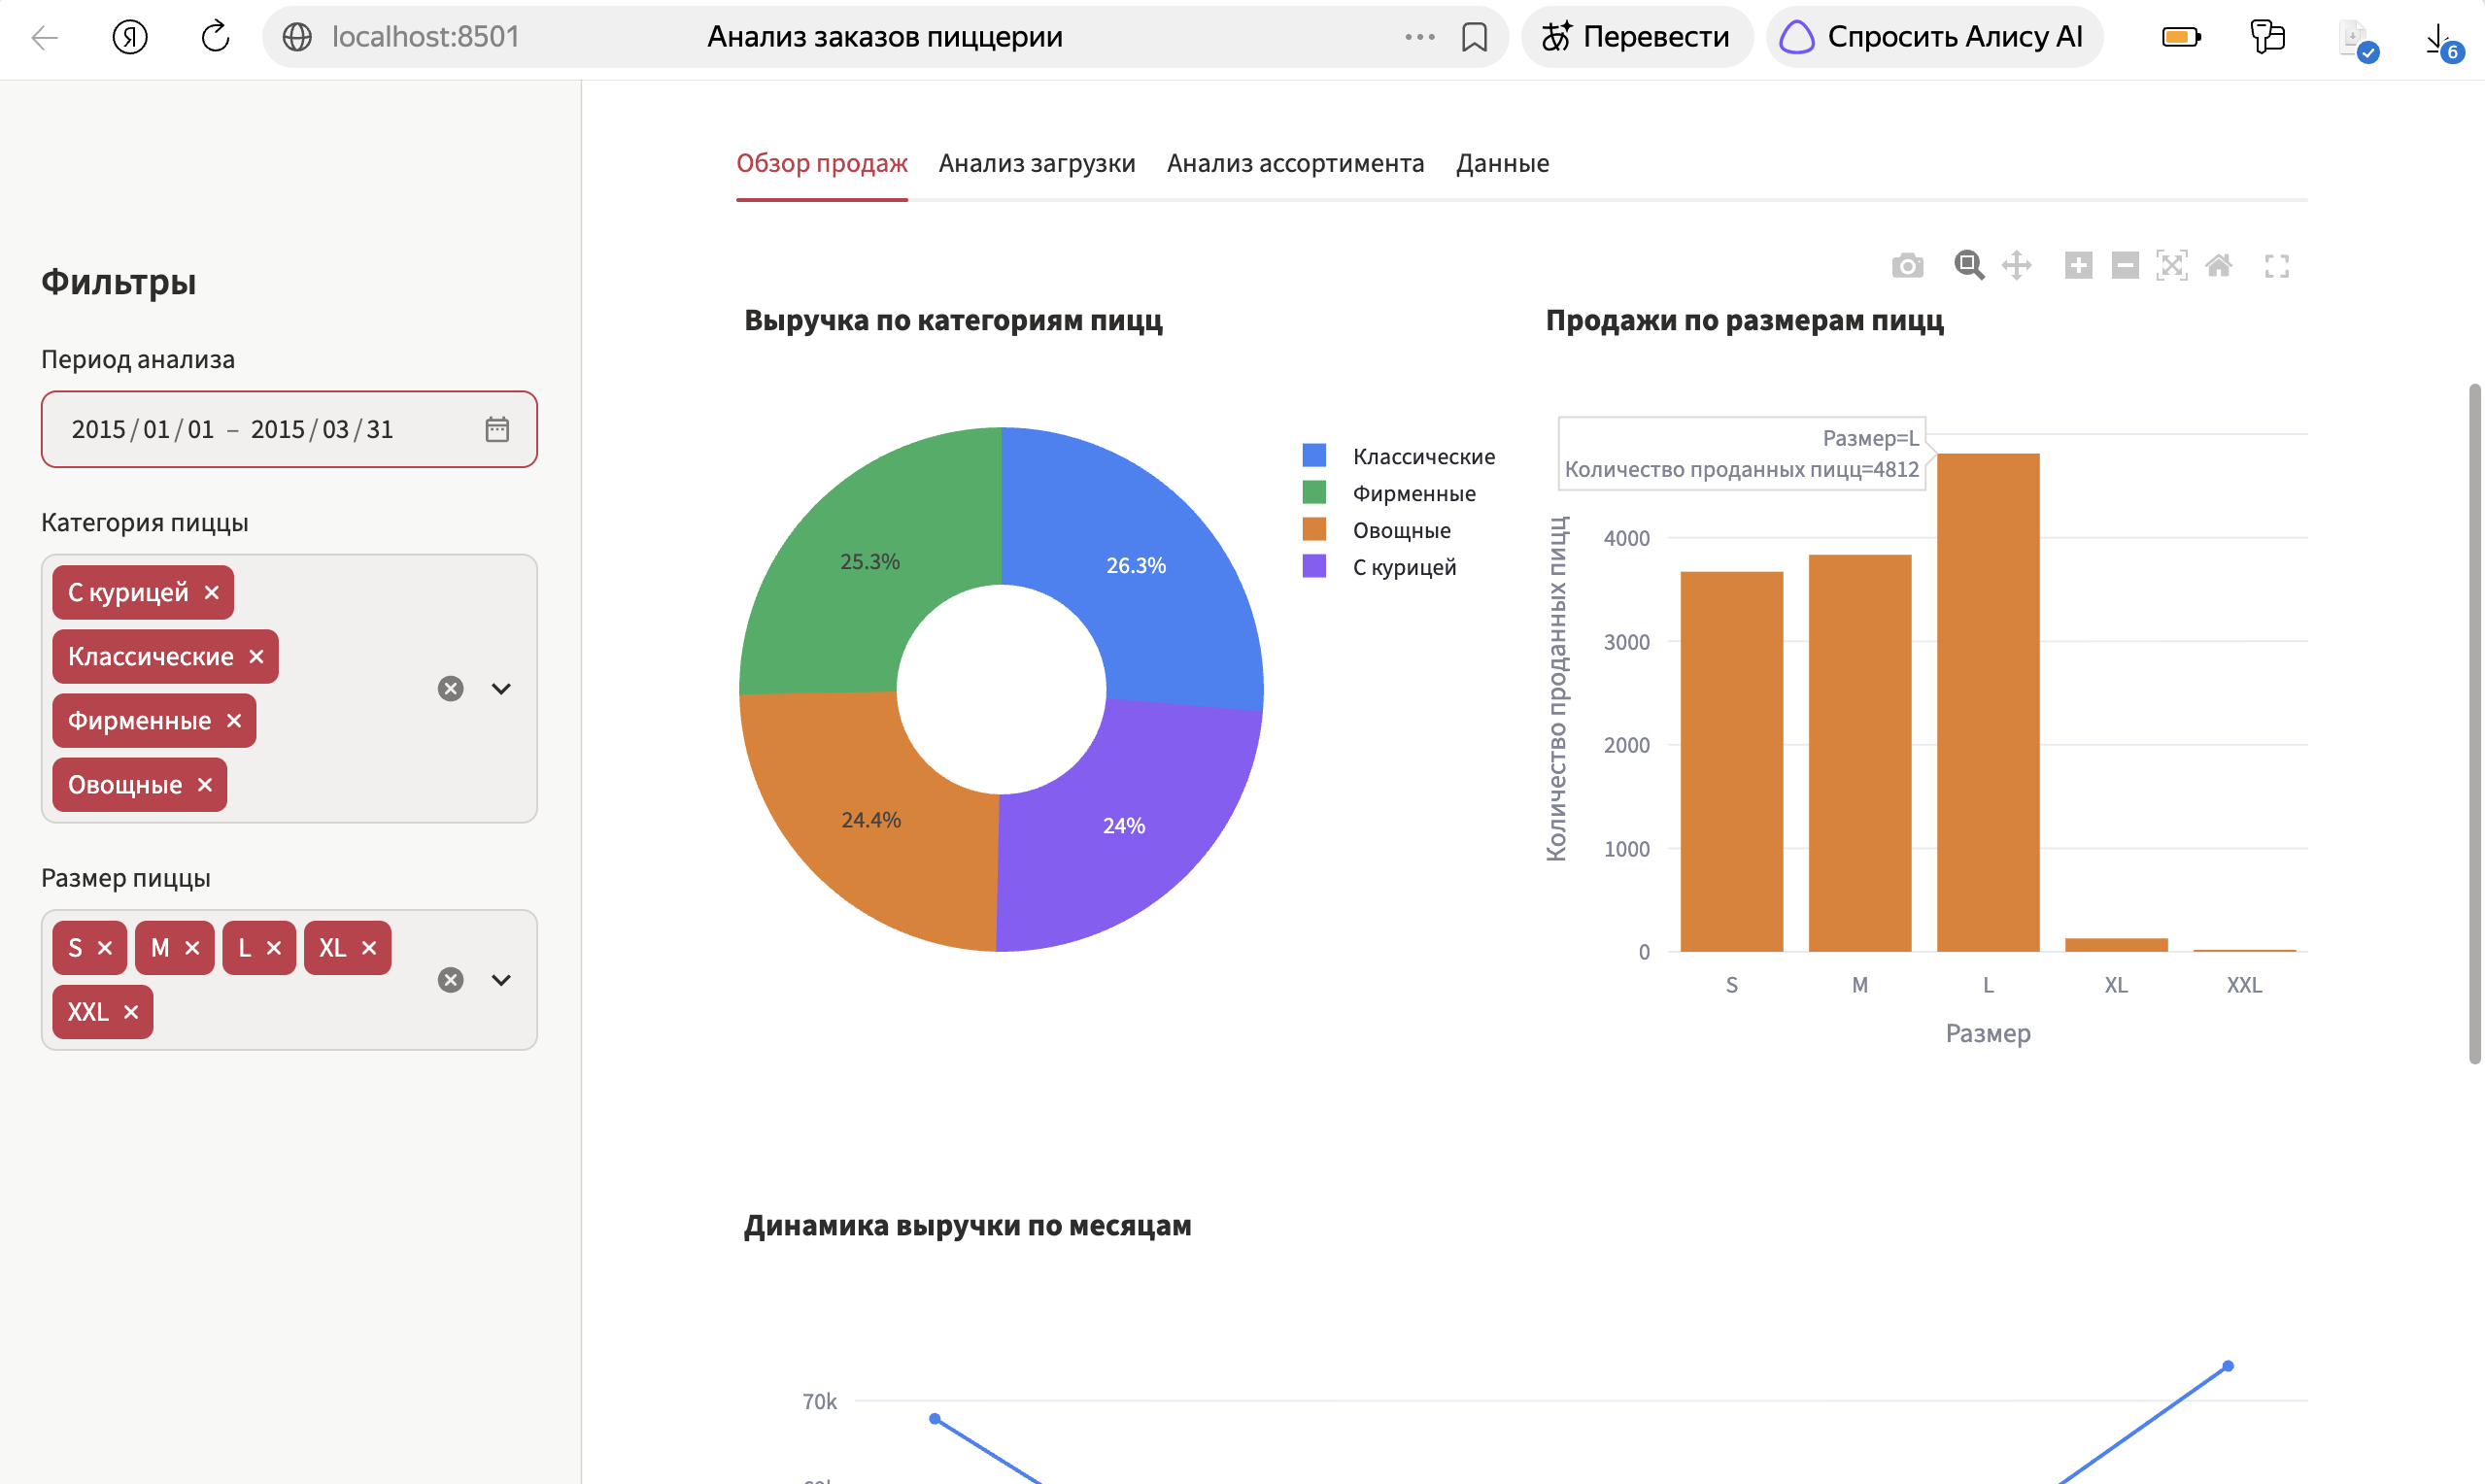 Я localhost:8501 Анализ заказов пиццерии Перевести Спросить Алису AI 6
Обзор продаж Анализ загрузки Анализ ассортимента Данные
Фильтры
Период анализа
2015/01/01 – 2015/03/31
Категория пиццы
С курицей
Классические
Фирменные
Овощные
Размер пиццы
S M L XL
XXL
Выручка по категориям пицц
25.3%
26.3%
24.4%
24%
Классические
Фирменные
Овощные
С курицей
Продажи по размерам пицц
Размер=L
Количество проданных пицц=4812
Количество проданных пицц
4000
3000
2000
1000
0
S M L XL XXL
Размер
Динамика выручки по месяцам
70k